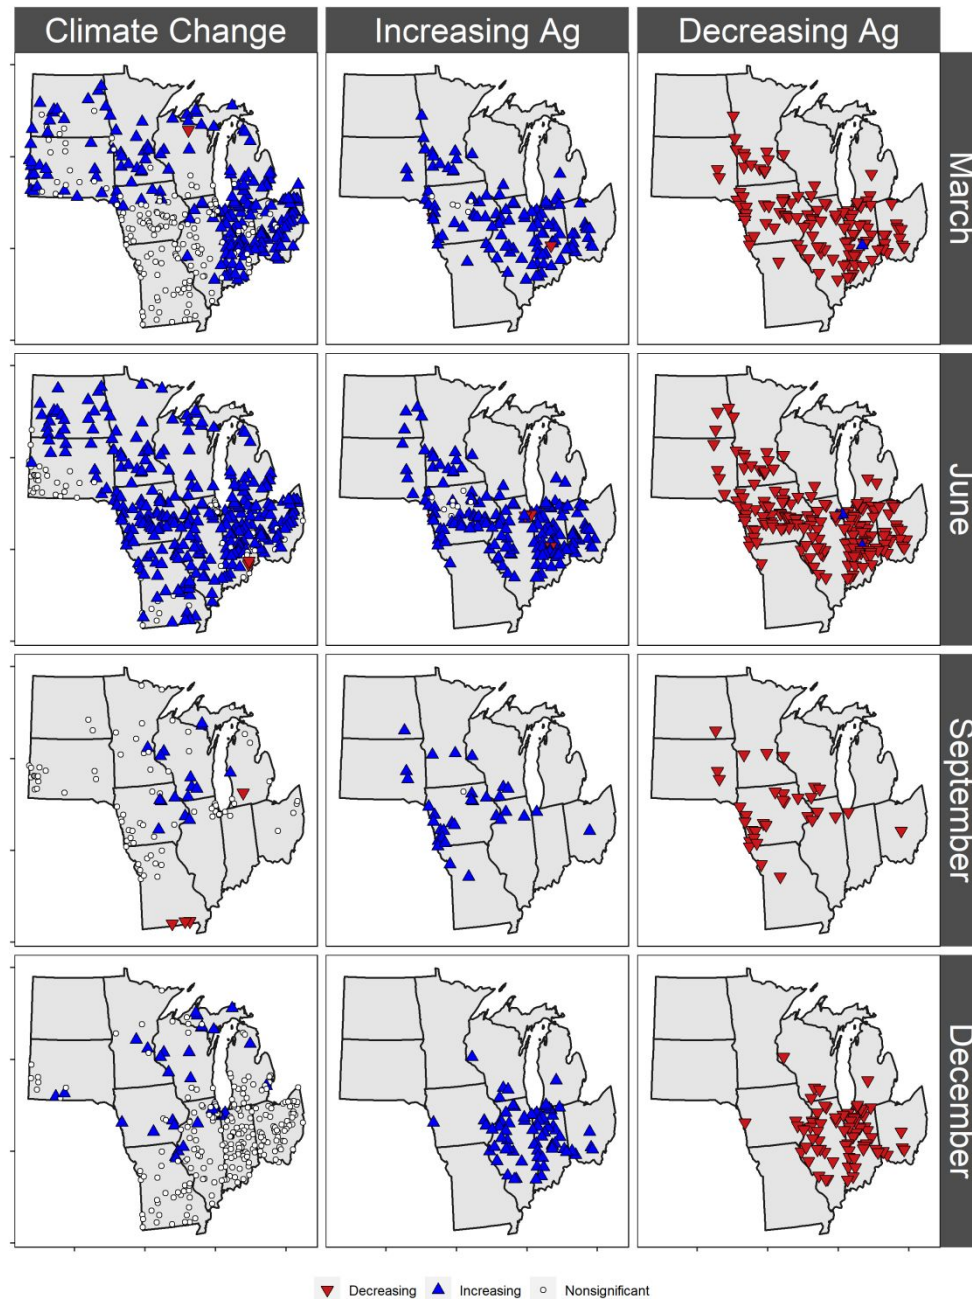 Climate Change
Increasing Ag
Decreasing Ag
March
June
September
December
Decreasing
Increasing
Nonsignificant